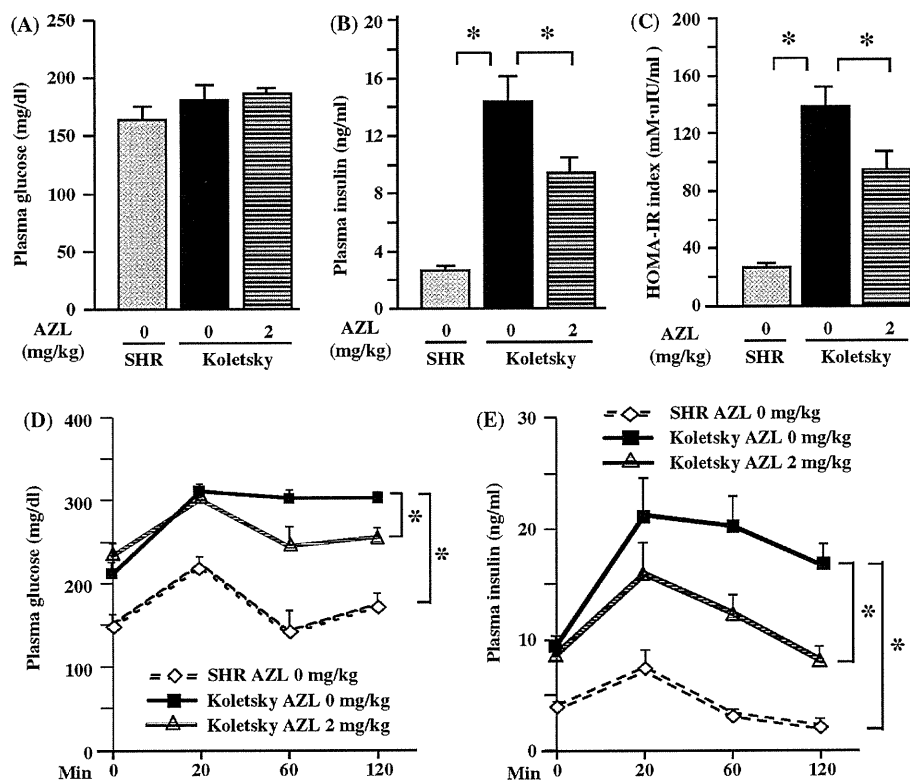 (A)
Plasma glucose (mg/dl)
250
200
150
100
50
0
AZL
(mg/kg)
0 0 2
SHR Koletsky
(B)
Plasma insulin (ng/ml)
16
12
8
4
0
* *
AZL
(mg/kg)
0 0 2
SHR Koletsky
(C)
HOMA-IR index (mM·uIU/ml)
200
160
120
80
40
0
* *
AZL
(mg/kg)
0 0 2
SHR Koletsky
(D)
Plasma glucose (mg/dl)
400
300
200
100
0
*
*
SHR AZL 0 mg/kg
Koletsky AZL 0 mg/kg
Koletsky AZL 2 mg/kg
Min 0 20 60 120
(E)
Plasma insulin (ng/ml)
30
20
10
0
SHR AZL 0 mg/kg
Koletsky AZL 0 mg/kg
Koletsky AZL 2 mg/kg
*
*
Min 0 20 60 120